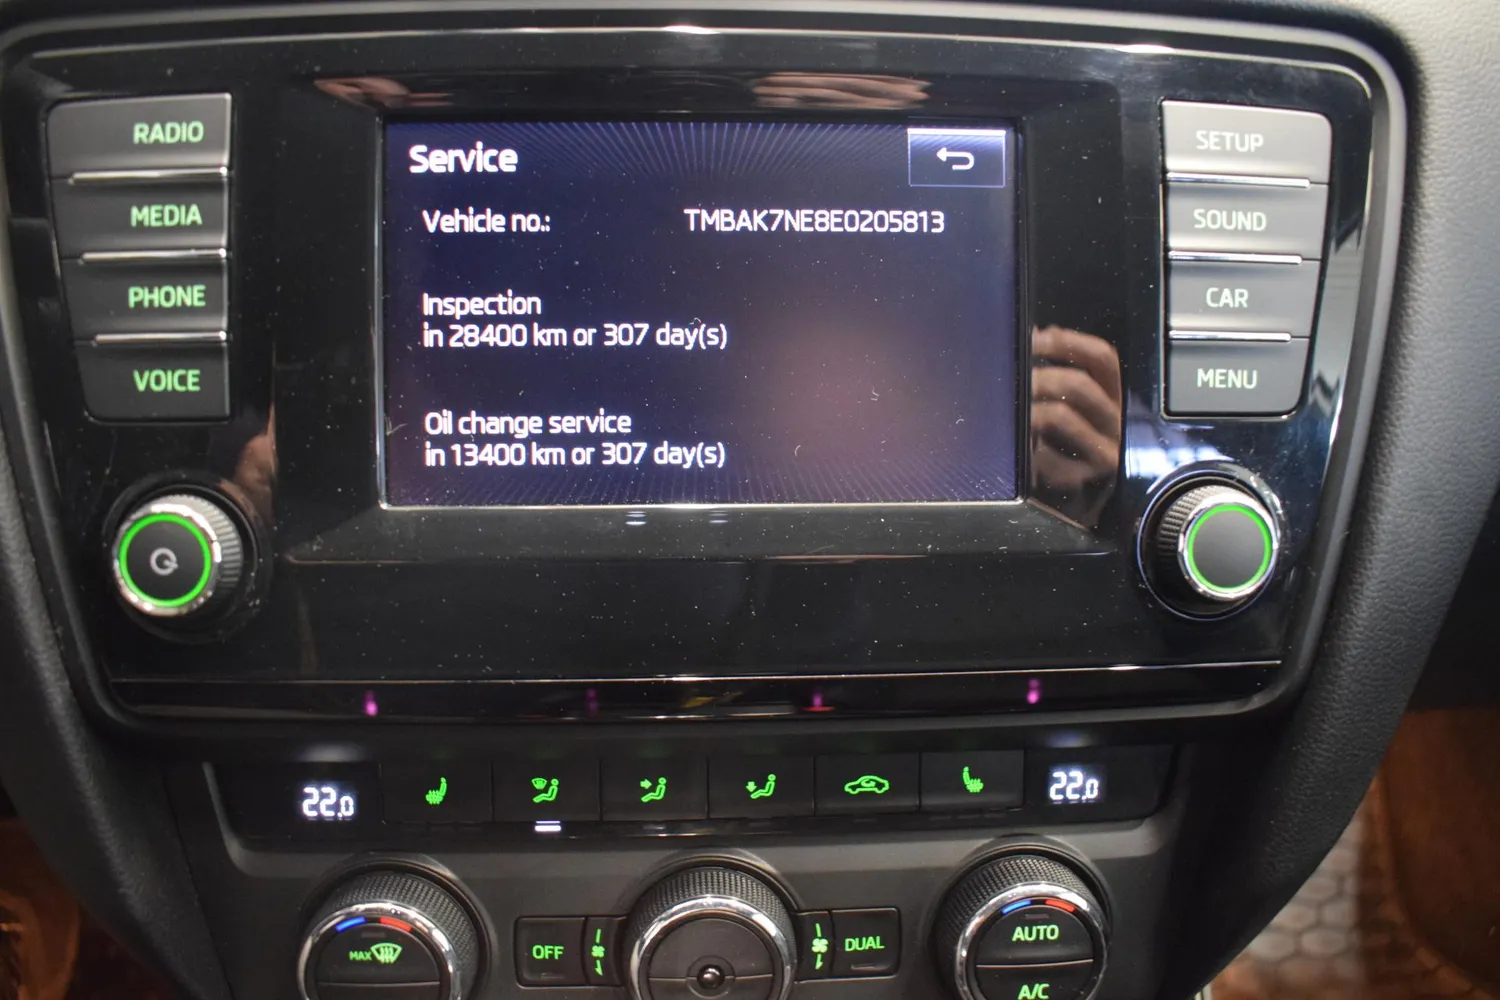 RADIO
MEDIA
PHONE
VOICE
Service
Vehicle no.: TMBAK7NE8E0205813
Inspection
in 28400 km or 307 day(s)
Oil change service
in 13400 km or 307 day(s)
SETUP
SOUND
CAR
MENU
22.0
22.0
MAX
OFF
DUAL
AUTO
A/C